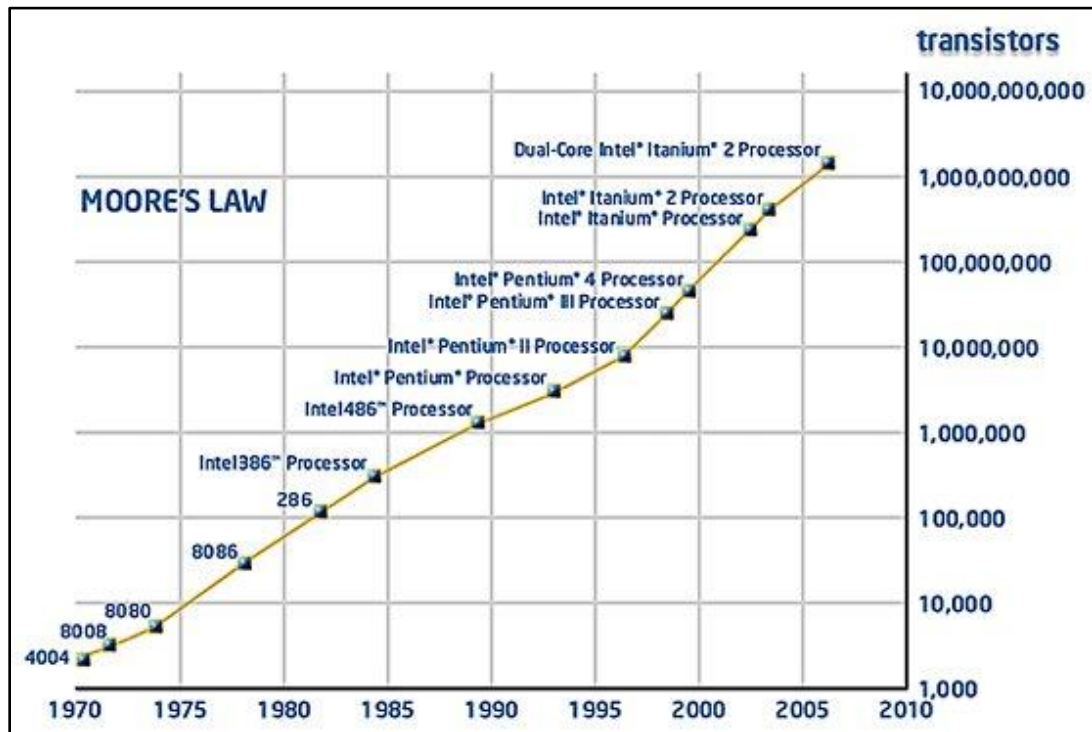 transistors
10,000,000,000
Dual-Core Intel® Itanium® 2 Processor
1,000,000,000
MOORE'S LAW
Intel® Itanium® 2 Processor
Intel® Itanium® Processor
100,000,000
Intel® Pentium® 4 Processor
Intel® Pentium® III Processor
10,000,000
Intel® Pentium® II Processor
Intel® Pentium® Processor
Intel486™ Processor
1,000,000
Intel386™ Processor
286
100,000
8086
10,000
8080
8008
4004
1,000
1970 1975 1980 1985 1990 1995 2000 2005 2010